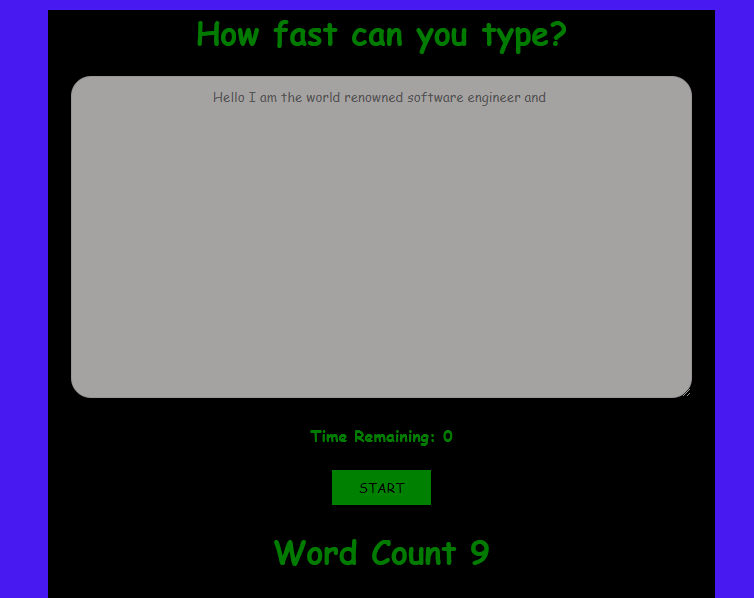 How fast can you type?
Hello I am the world renowned software engineer and
Time Remaining: 0
START
Word Count 9